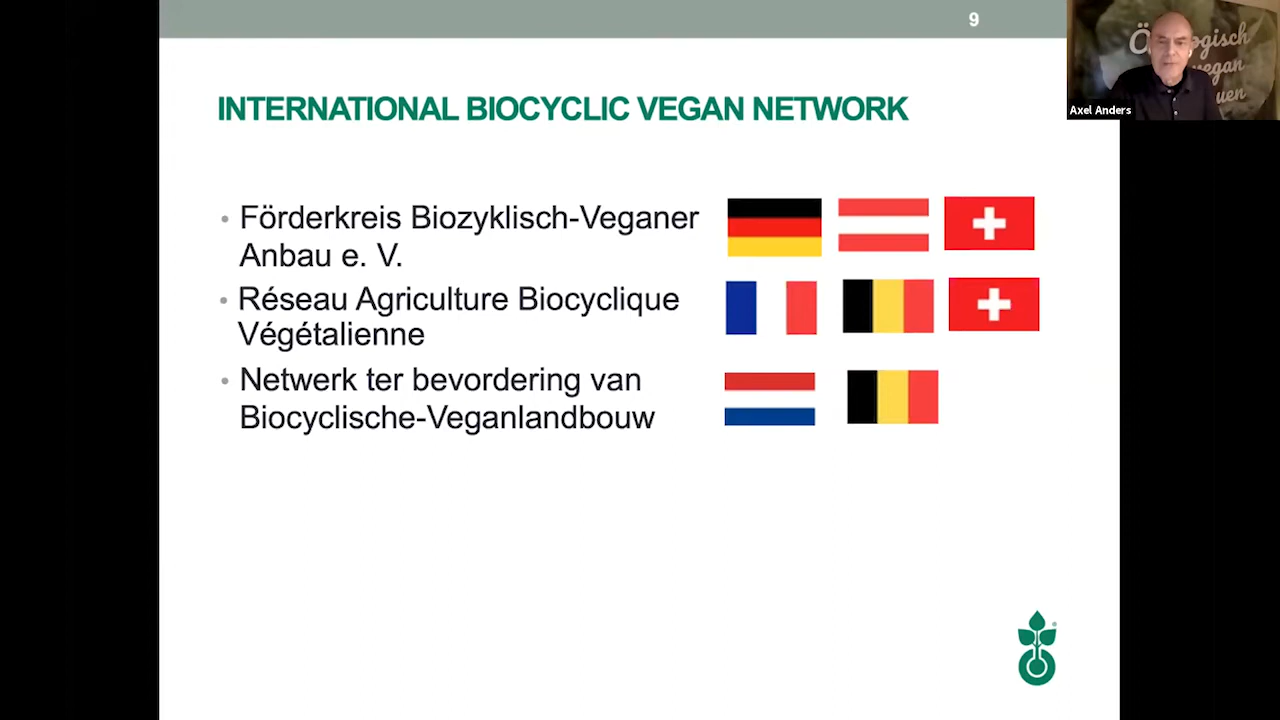 9
INTERNATIONAL BIOCYCLIC VEGAN NETWORK
• Förderkreis Biozyklisch-Veganer
Anbau e. V.
• Réseau Agriculture Biocyclique
Végétalienne
• Netwerk ter bevordering van
Biocyclische-Veganlandbouw
vegan
Axel Anders